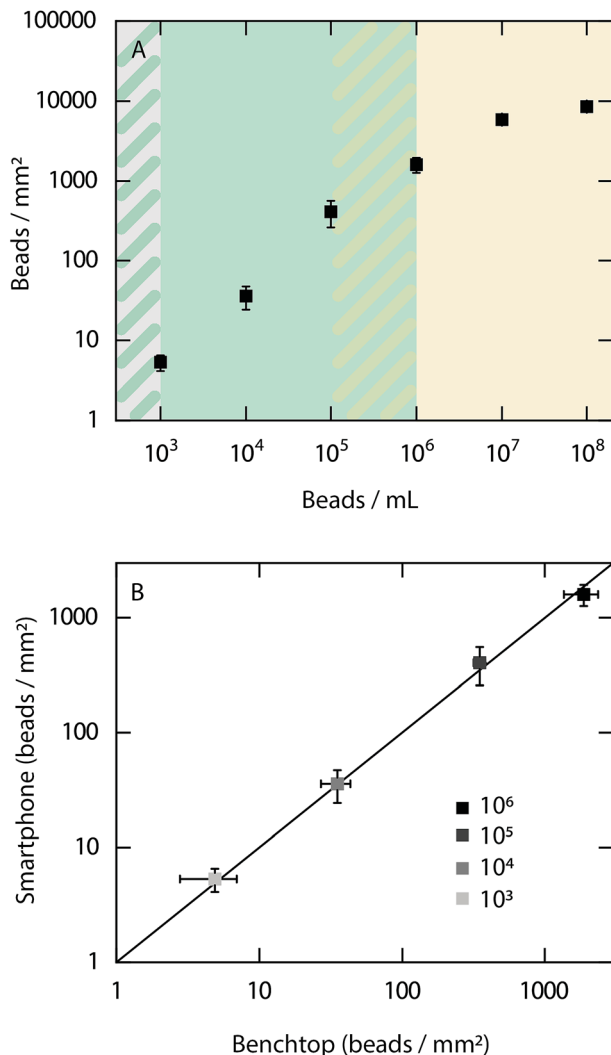 A
100000
10000
1000
100
10
1
Beads / mm²
10³ 10⁴ 10⁵ 10⁶ 10⁷ 10⁸
Beads / mL
B
1000
100
10
1
Smartphone (beads / mm²)
10⁶
10⁵
10⁴
10³
1 10 100 1000
Benchtop (beads / mm²)